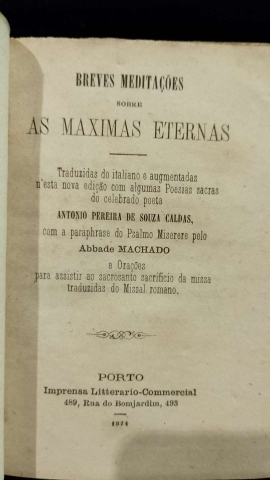 BREVES MEDITAÇÕES
SOBRE
AS MAXIMAS ETERNAS
Traduzidas do italiano e augmentadas
n'esta nova edição com algumas Poesias sacras
do celebrado poeta
ANTONIO PEREIRA DE SOUZA CALDAS,
com a paraphrase do Psalmo Miserere pelo
Abbade MACHADO
e Orações
para assistir ao sacrosanto sacrificio da missa
traduzidas do Missal romano.
PORTO
Imprensa Litterario-Commercial
489, Rua do Bomjardim, 493
1874